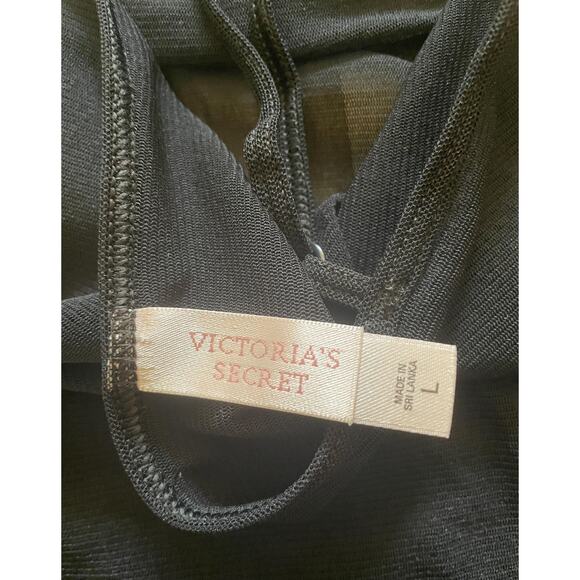 VICTORIA'S
SECRET
MADE IN
SRI LANKA
L